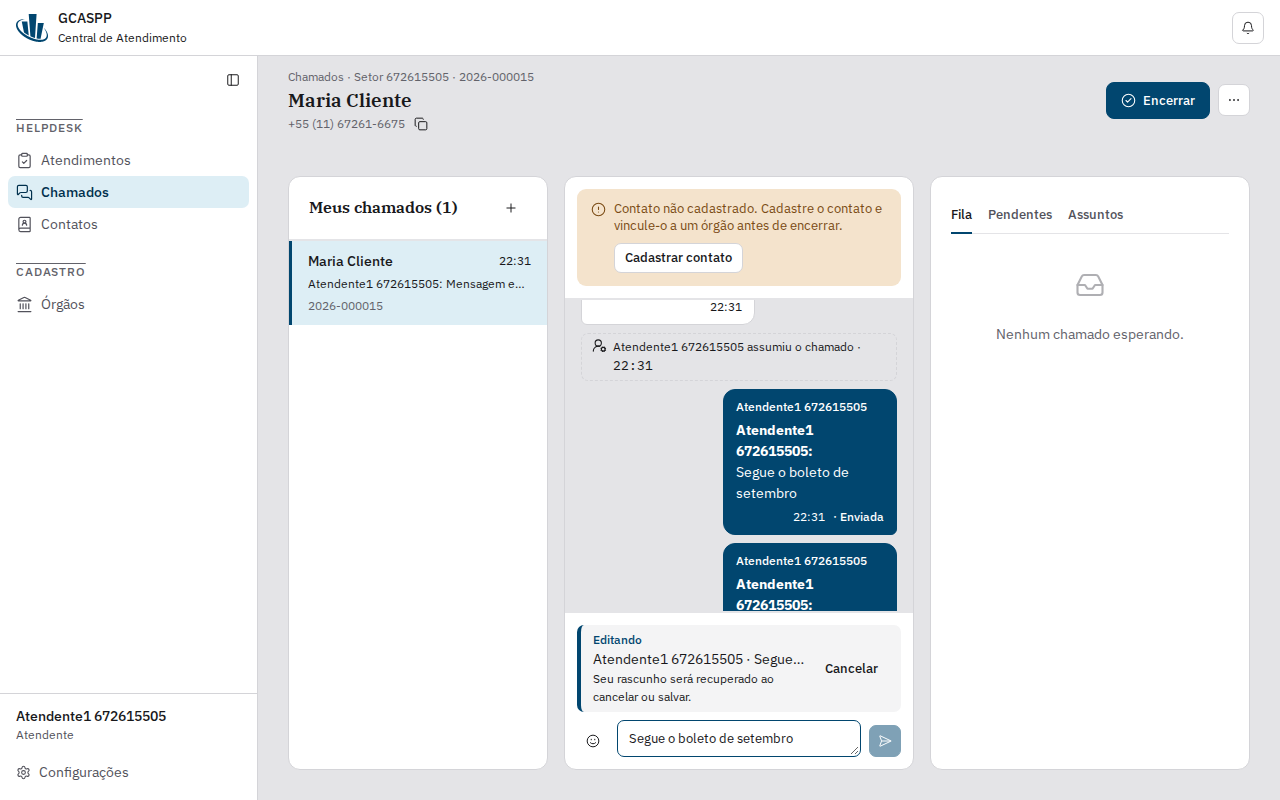 GCASPP
Central de Atendimento
HELPDESK
Atendimentos
Chamados
Contatos
CADASTRO
Órgãos
Atendente1 672615505
Atendente
Configurações
Chamados · Setor 672615505 · 2026-000015
Maria Cliente
+55 (11) 67261-6675
Encerrar
Meus chamados (1)
Maria Cliente 22:31
Atendente1 672615505: Mensagem e...
2026-000015
Contato não cadastrado. Cadastre o contato e
vincule-o a um órgão antes de encerrar.
Cadastrar contato
22:31
Atendente1 672615505 assumiu o chamado ·
22:31
Atendente1 672615505
Atendente1
672615505:
Segue o boleto de
setembro
22:31 · Enviada
Atendente1 672615505
Atendente1
672615505:
Editando
Atendente1 672615505 · Segue...
Seu rascunho será recuperado ao
cancelar ou salvar.
Cancelar
Segue o boleto de setembro
Fila Pendentes Assuntos
Nenhum chamado esperando.